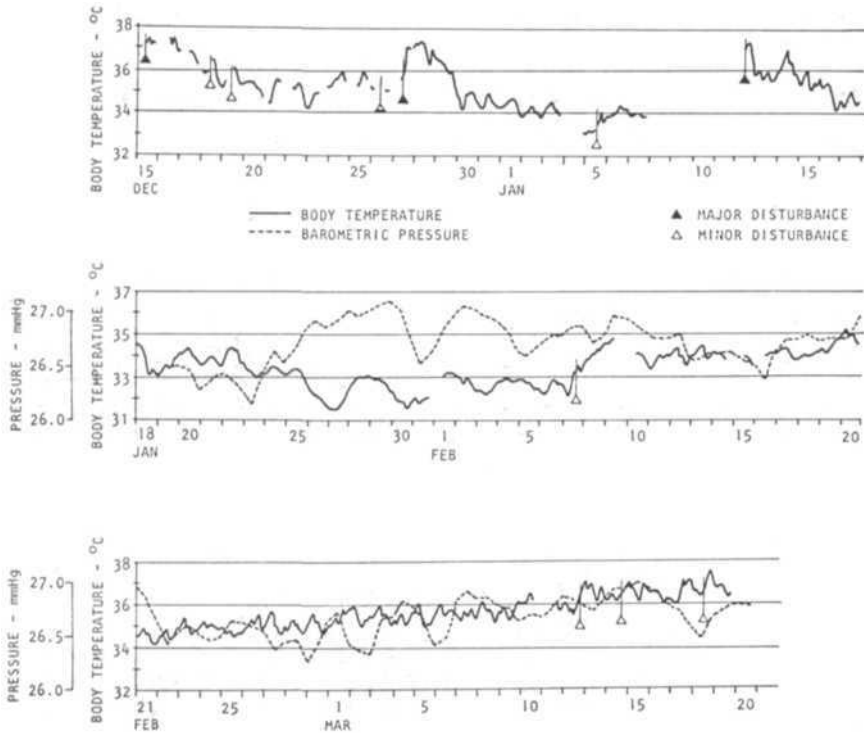 BODY TEMPERATURE - °C
38
36
34
32
15 20 25 30 1 5 10 15
DEC JAN
BODY TEMPERATURE ▲ MAJOR DISTURBANCE
BAROMETRIC PRESSURE △ MINOR DISTURBANCE
PRESSURE - mmHg
27.0
26.5
26.0
BODY TEMPERATURE - °C
37
35
33
31
18 20 25 30 1 5 10 15 20
JAN FEB
PRESSURE - mmHg
27.0
26.5
26.0
BODY TEMPERATURE - °C
38
36
34
32
21 25 1 5 10 15 20
FEB MAR